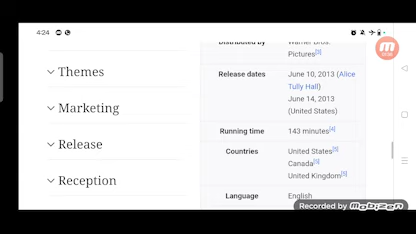 4:24
Themes
Marketing
Release
Reception
Distributed by
Warner Bros.
Pictures[3]
Release dates
June 10, 2013 (Alice
Tully Hall)
June 14, 2013
(United States)
Running time
143 minutes[4]
Countries
United States[5]
Canada[5]
United Kingdom[5]
Language
English
Recorded by Mobizen